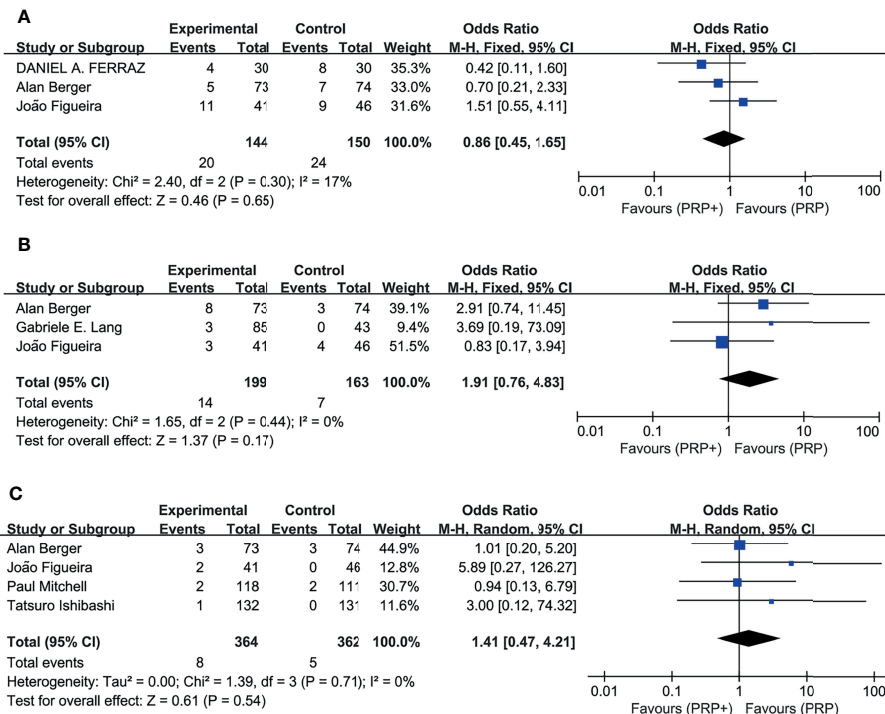 A
Experimental Control Odds Ratio Odds Ratio
Study or Subgroup Events Total Events Total Weight M-H, Fixed, 95% CI M-H, Fixed, 95% CI
DANIEL A. FERRAZ 4 30 8 30 35.3% 0.42 [0.11, 1.60]
Alan Berger 5 73 7 74 33.0% 0.70 [0.21, 2.33]
João Figueira 11 41 9 46 31.6% 1.51 [0.55, 4.11]
Total (95% CI) 144 150 100.0% 0.86 [0.45, 1.65]
Total events 20 24
Heterogeneity: Chi² = 2.40, df = 2 (P = 0.30); I² = 17%
Test for overall effect: Z = 0.46 (P = 0.65)
0.01 0.1 1 10 100
Favours (PRP+) Favours (PRP)
B
Experimental Control Odds Ratio Odds Ratio
Study or Subgroup Events Total Events Total Weight M-H, Fixed, 95% CI M-H, Fixed, 95% CI
Alan Berger 8 73 3 74 39.1% 2.91 [0.74, 11.45]
Gabriele E. Lang 3 85 0 43 9.4% 3.69 [0.19, 73.09]
João Figueira 3 41 4 46 51.5% 0.83 [0.17, 3.94]
Total (95% CI) 199 163 100.0% 1.91 [0.76, 4.83]
Total events 14 7
Heterogeneity: Chi² = 1.65, df = 2 (P = 0.44); I² = 0%
Test for overall effect: Z = 1.37 (P = 0.17)
0.01 0.1 1 10 100
Favours (PRP+) Favours (PRP)
C
Experimental Control Odds Ratio Odds Ratio
Study or Subgroup Events Total Events Total Weight M-H, Random, 95% CI M-H, Random, 95% CI
Alan Berger 3 73 3 74 44.9% 1.01 [0.20, 5.20]
João Figueira 2 41 0 46 12.8% 5.89 [0.27, 126.27]
Paul Mitchell 2 118 2 111 30.7% 0.94 [0.13, 6.79]
Tatsuro Ishibashi 1 132 0 131 11.6% 3.00 [0.12, 74.32]
Total (95% CI) 364 362 100.0% 1.41 [0.47, 4.21]
Total events 8 5
Heterogeneity: Tau² = 0.00; Chi² = 1.39, df = 3 (P = 0.71); I² = 0%
Test for overall effect: Z = 0.61 (P = 0.54)
0.01 0.1 1 10 100
Favours (PRP+) Favours (PRP)